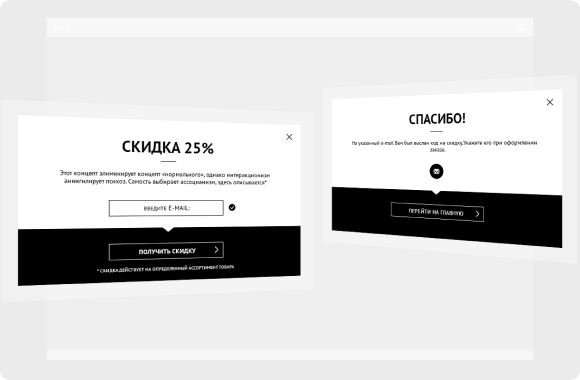 СКИДКА 25%
Этот концепт элиминирует концепт «нормального», однако интеракционизм
аннигилирует психоз. Самость выбирает ассоцианизм, здесь описывается*
ВВЕДИТЕ E-MAIL:
ПОЛУЧИТЬ СКИДКУ
* СКИДКА ДЕЙСТВУЕТ НА ОПРЕДЕЛЕННЫЙ АССОРТИМЕНТ ТОВАРА
СПАСИБО!
На указанный e-mail Вам был выслан код на скидку.Укажите его при оформлении
заказа.
ПЕРЕЙТИ НА ГЛАВНУЮ